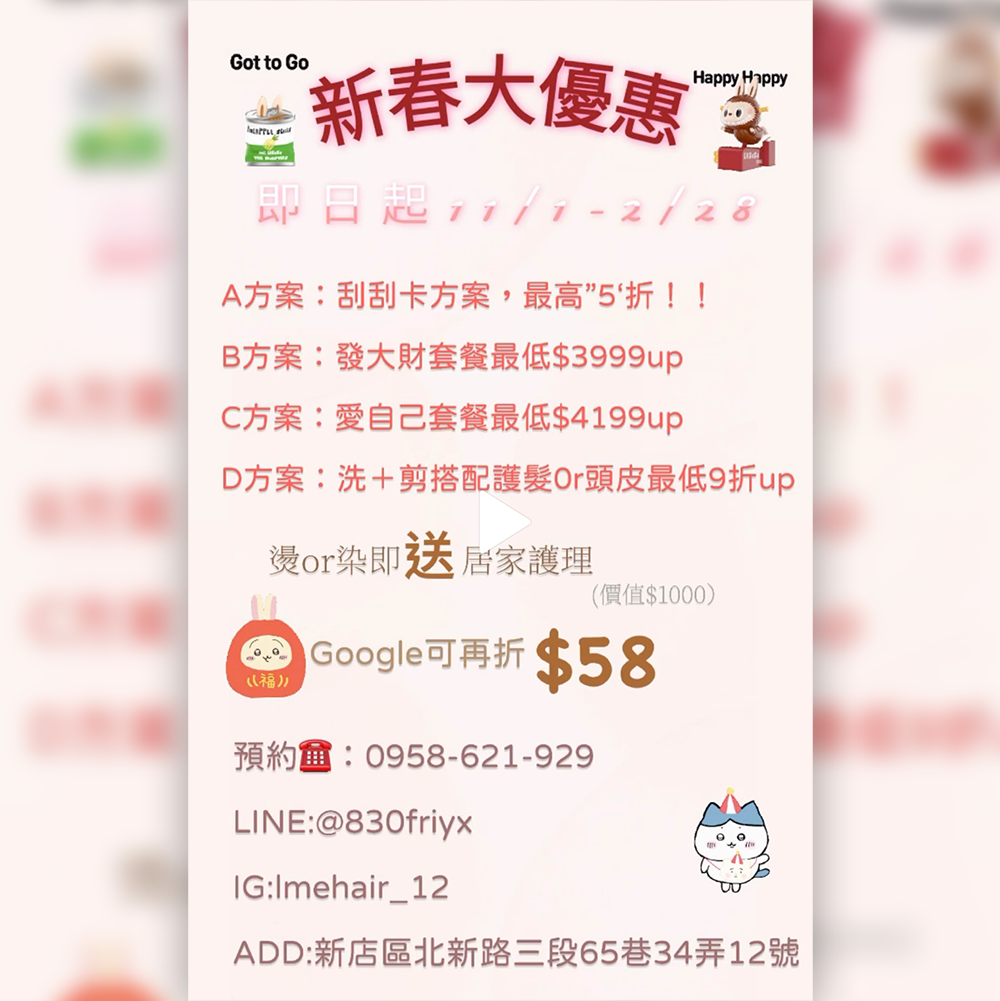 Got to Go
新春大優惠
Happy Happy
即日起11/1-2/28
A方案：刮刮卡方案，最高”5‘折！！
B方案：發大財套餐最低$3999up
C方案：愛自己套餐最低$4199up
D方案：洗＋剪搭配護髮Or頭皮最低9折up
燙or染即送居家護理
(價值$1000）
Google可再折 $58
福
預約☎️：0958-621-929
LINE:@830friyx
IG:lmehair_12
ADD:新店區北新路三段65巷34弄12號